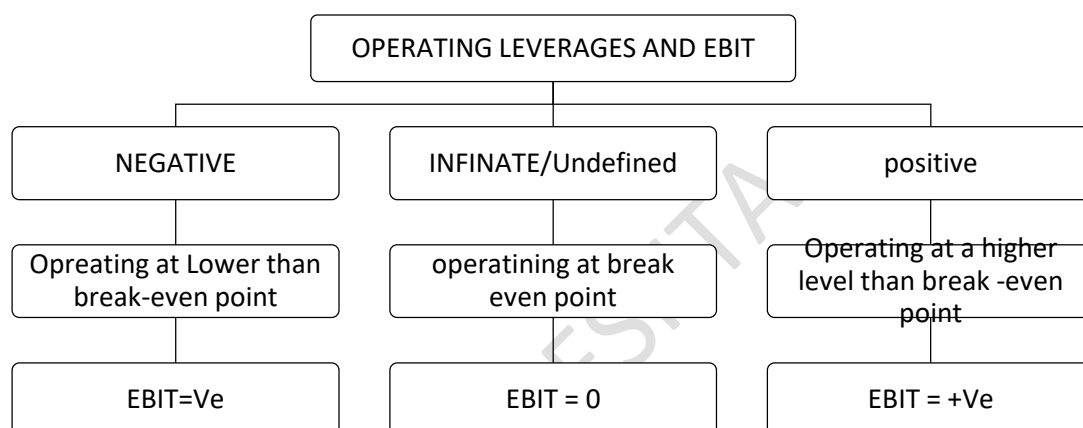 OPERATING LEVERAGES AND EBIT
NEGATIVE
INFINATE/Undefined
positive
Opreating at Lower than
break-even point
operatining at break
even point
Operating at a higher
level than break -even
point
EBIT=Ve
EBIT = 0
EBIT = +Ve